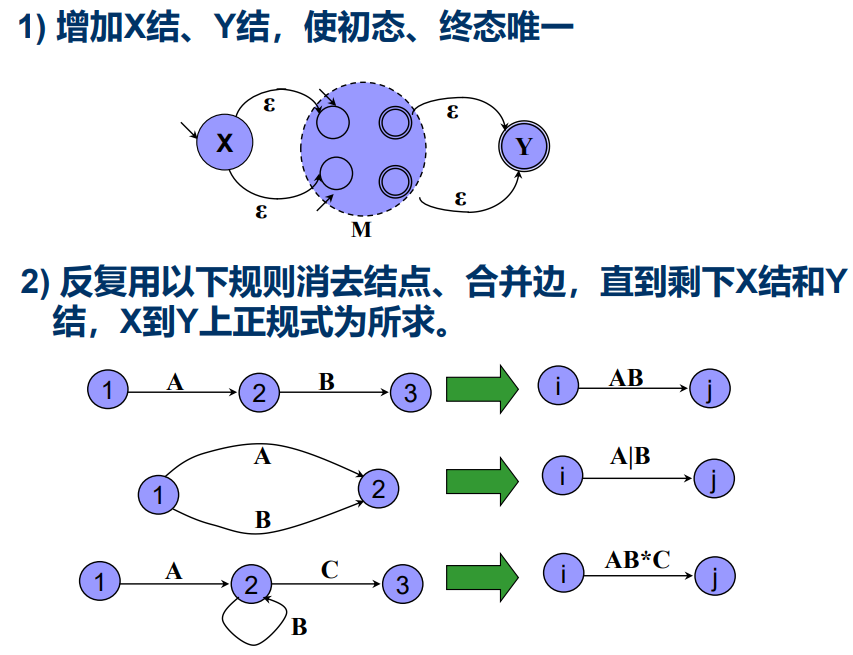 1) 增加X结、Y结，使初态、终态唯一
ε
ε
X
Y
ε
ε
M
2) 反复用以下规则消去结点、合并边，直到剩下X结和Y
结，X到Y上正规式为所求。
1 A 2 B 3 i AB j
A
1 2 i A|B j
B
1 A 2 C 3 i AB*C j
B